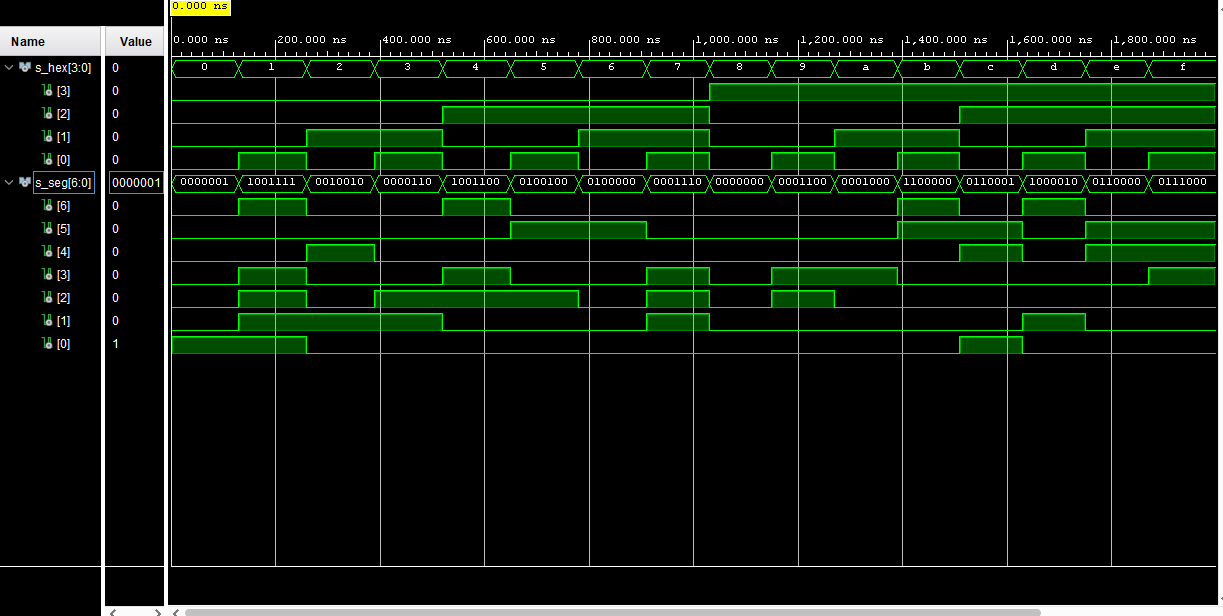 0.000 ns
Name Value
0.000 ns 200.000 ns 400.000 ns 600.000 ns 800.000 ns 1,000.000 ns 1,200.000 ns 1,400.000 ns 1,600.000 ns 1,800.000 ns
s_hex[3:0] 0 0 1 2 3 4 5 6 7 8 9 a b c d e f
[3] 0
[2] 0
[1] 0
[0] 0
s_seg[6:0] 0000001 0000001 1001111 0010010 0000110 1001100 0100100 0100000 0001110 0000000 0001100 0001000 1100000 0110001 1000010 0110000 0111000
[6] 0
[5] 0
[4] 0
[3] 0
[2] 0
[1] 0
[0] 1